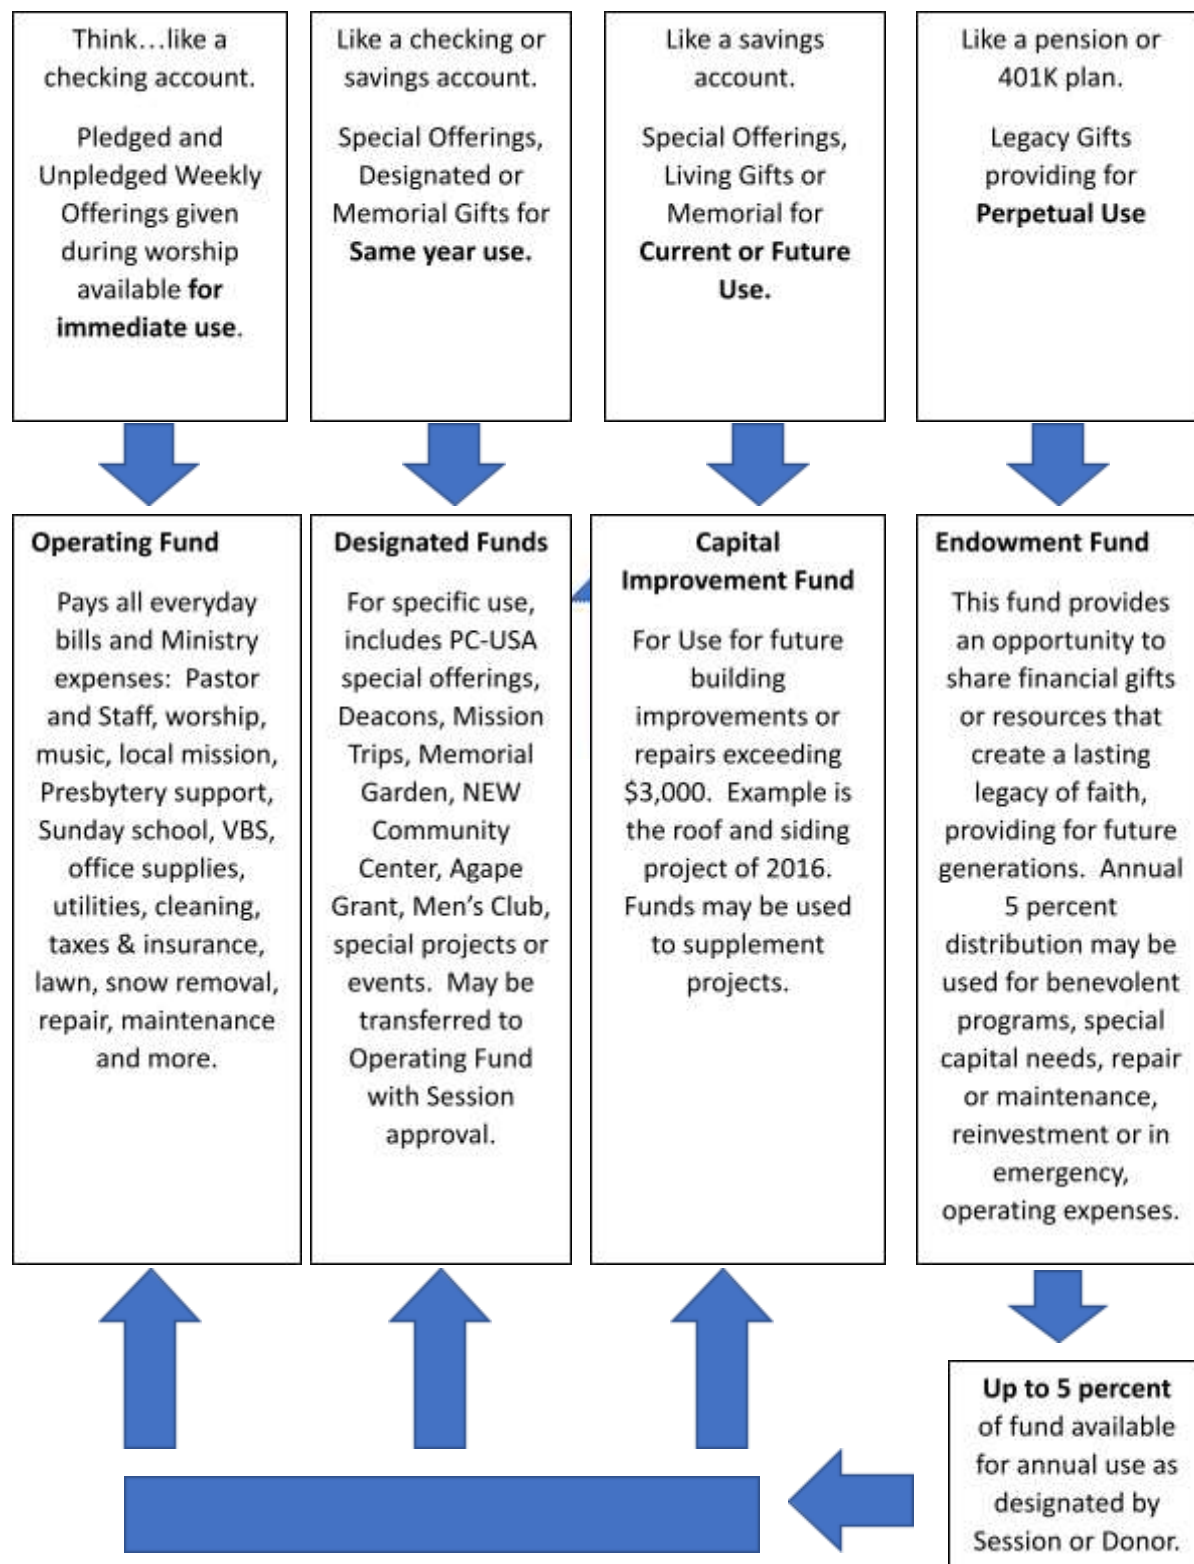 Think…like a
checking account.
Pledged and
Unpledged Weekly
Offerings given
during worship
available for
immediate use.
Like a checking or
savings account.
Special Offerings,
Designated or
Memorial Gifts for
Same year use.
Like a savings
account.
Special Offerings,
Living Gifts or
Memorial for
Current or Future
Use.
Like a pension or
401K plan.
Legacy Gifts
providing for
Perpetual Use
Operating Fund
Pays all everyday
bills and Ministry
expenses:  Pastor
and Staff, worship,
music, local mission,
Presbytery support,
Sunday school, VBS,
office supplies,
utilities, cleaning,
taxes & insurance,
lawn, snow removal,
repair, maintenance
and more.
Designated Funds
For specific use,
includes PC-USA
special offerings,
Deacons, Mission
Trips, Memorial
Garden, NEW
Community
Center, Agape
Grant, Men’s Club,
special projects or
events.  May be
transferred to
Operating Fund
with Session
approval.
Capital
Improvement Fund
For Use for future
building
improvements or
repairs exceeding
$3,000.  Example is
the roof and siding
project of 2016.
Funds may be used
to supplement
projects.
Endowment Fund
This fund provides
an opportunity to
share financial gifts
or resources that
create a lasting
legacy of faith,
providing for future
generations.  Annual
5 percent
distribution may be
used for benevolent
programs, special
capital needs, repair
or maintenance,
reinvestment or in
emergency,
operating expenses.
Up to 5 percent
of fund available
for annual use as
designated by
Session or Donor.